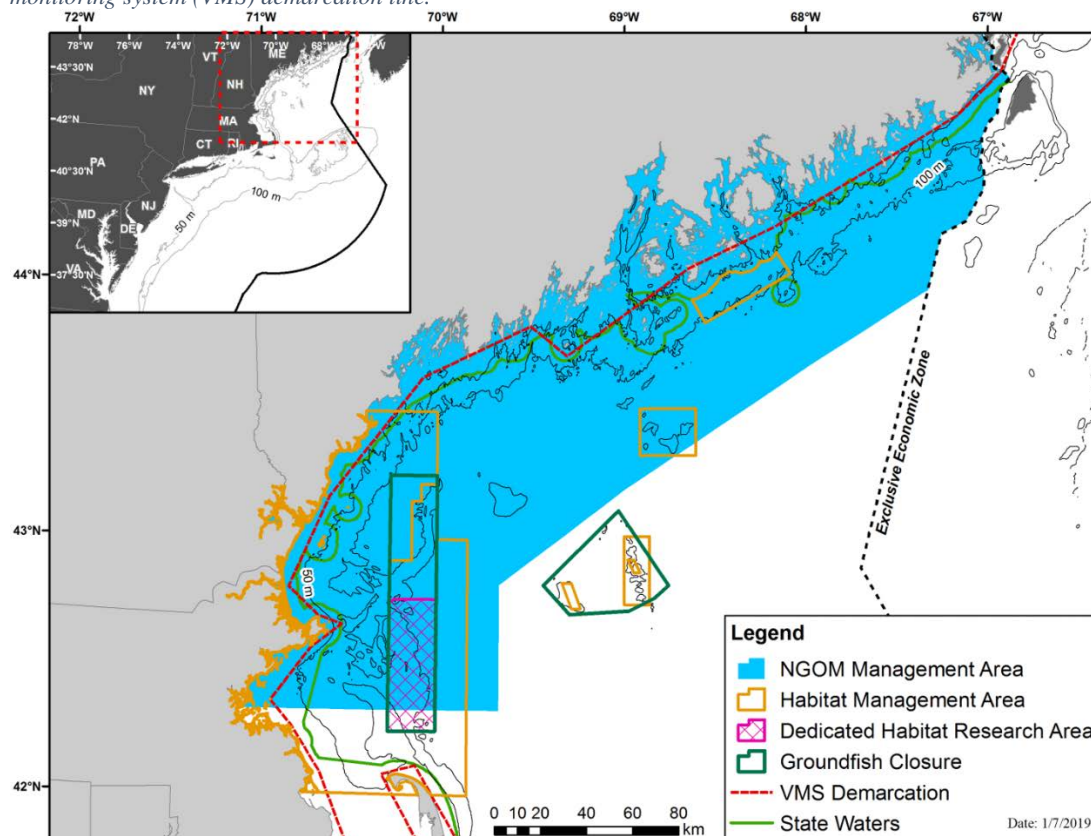 monitoring system (VMS) demarcation line.
72°W 71°W 70°W 69°W 68°W 67°W
78°W 76°W 74°W 72°W 70°W 68°W W
43°30'N
42°N
40°30'N
39°N
37°30'N
VT
ME
NY
NH
MA
CT RI
PA
NJ
MD
DE
VA
50 m
100 m
100 m
44°N
43°N
42°N
50 m
1
Exclusive Economic Zone
Legend
NGOM Management Area
Habitat Management Area
Dedicated Habitat Research Area
Groundfish Closure
VMS Demarcation
State Waters
Date: 1/7/2019
0 10 20 40 60 80
km